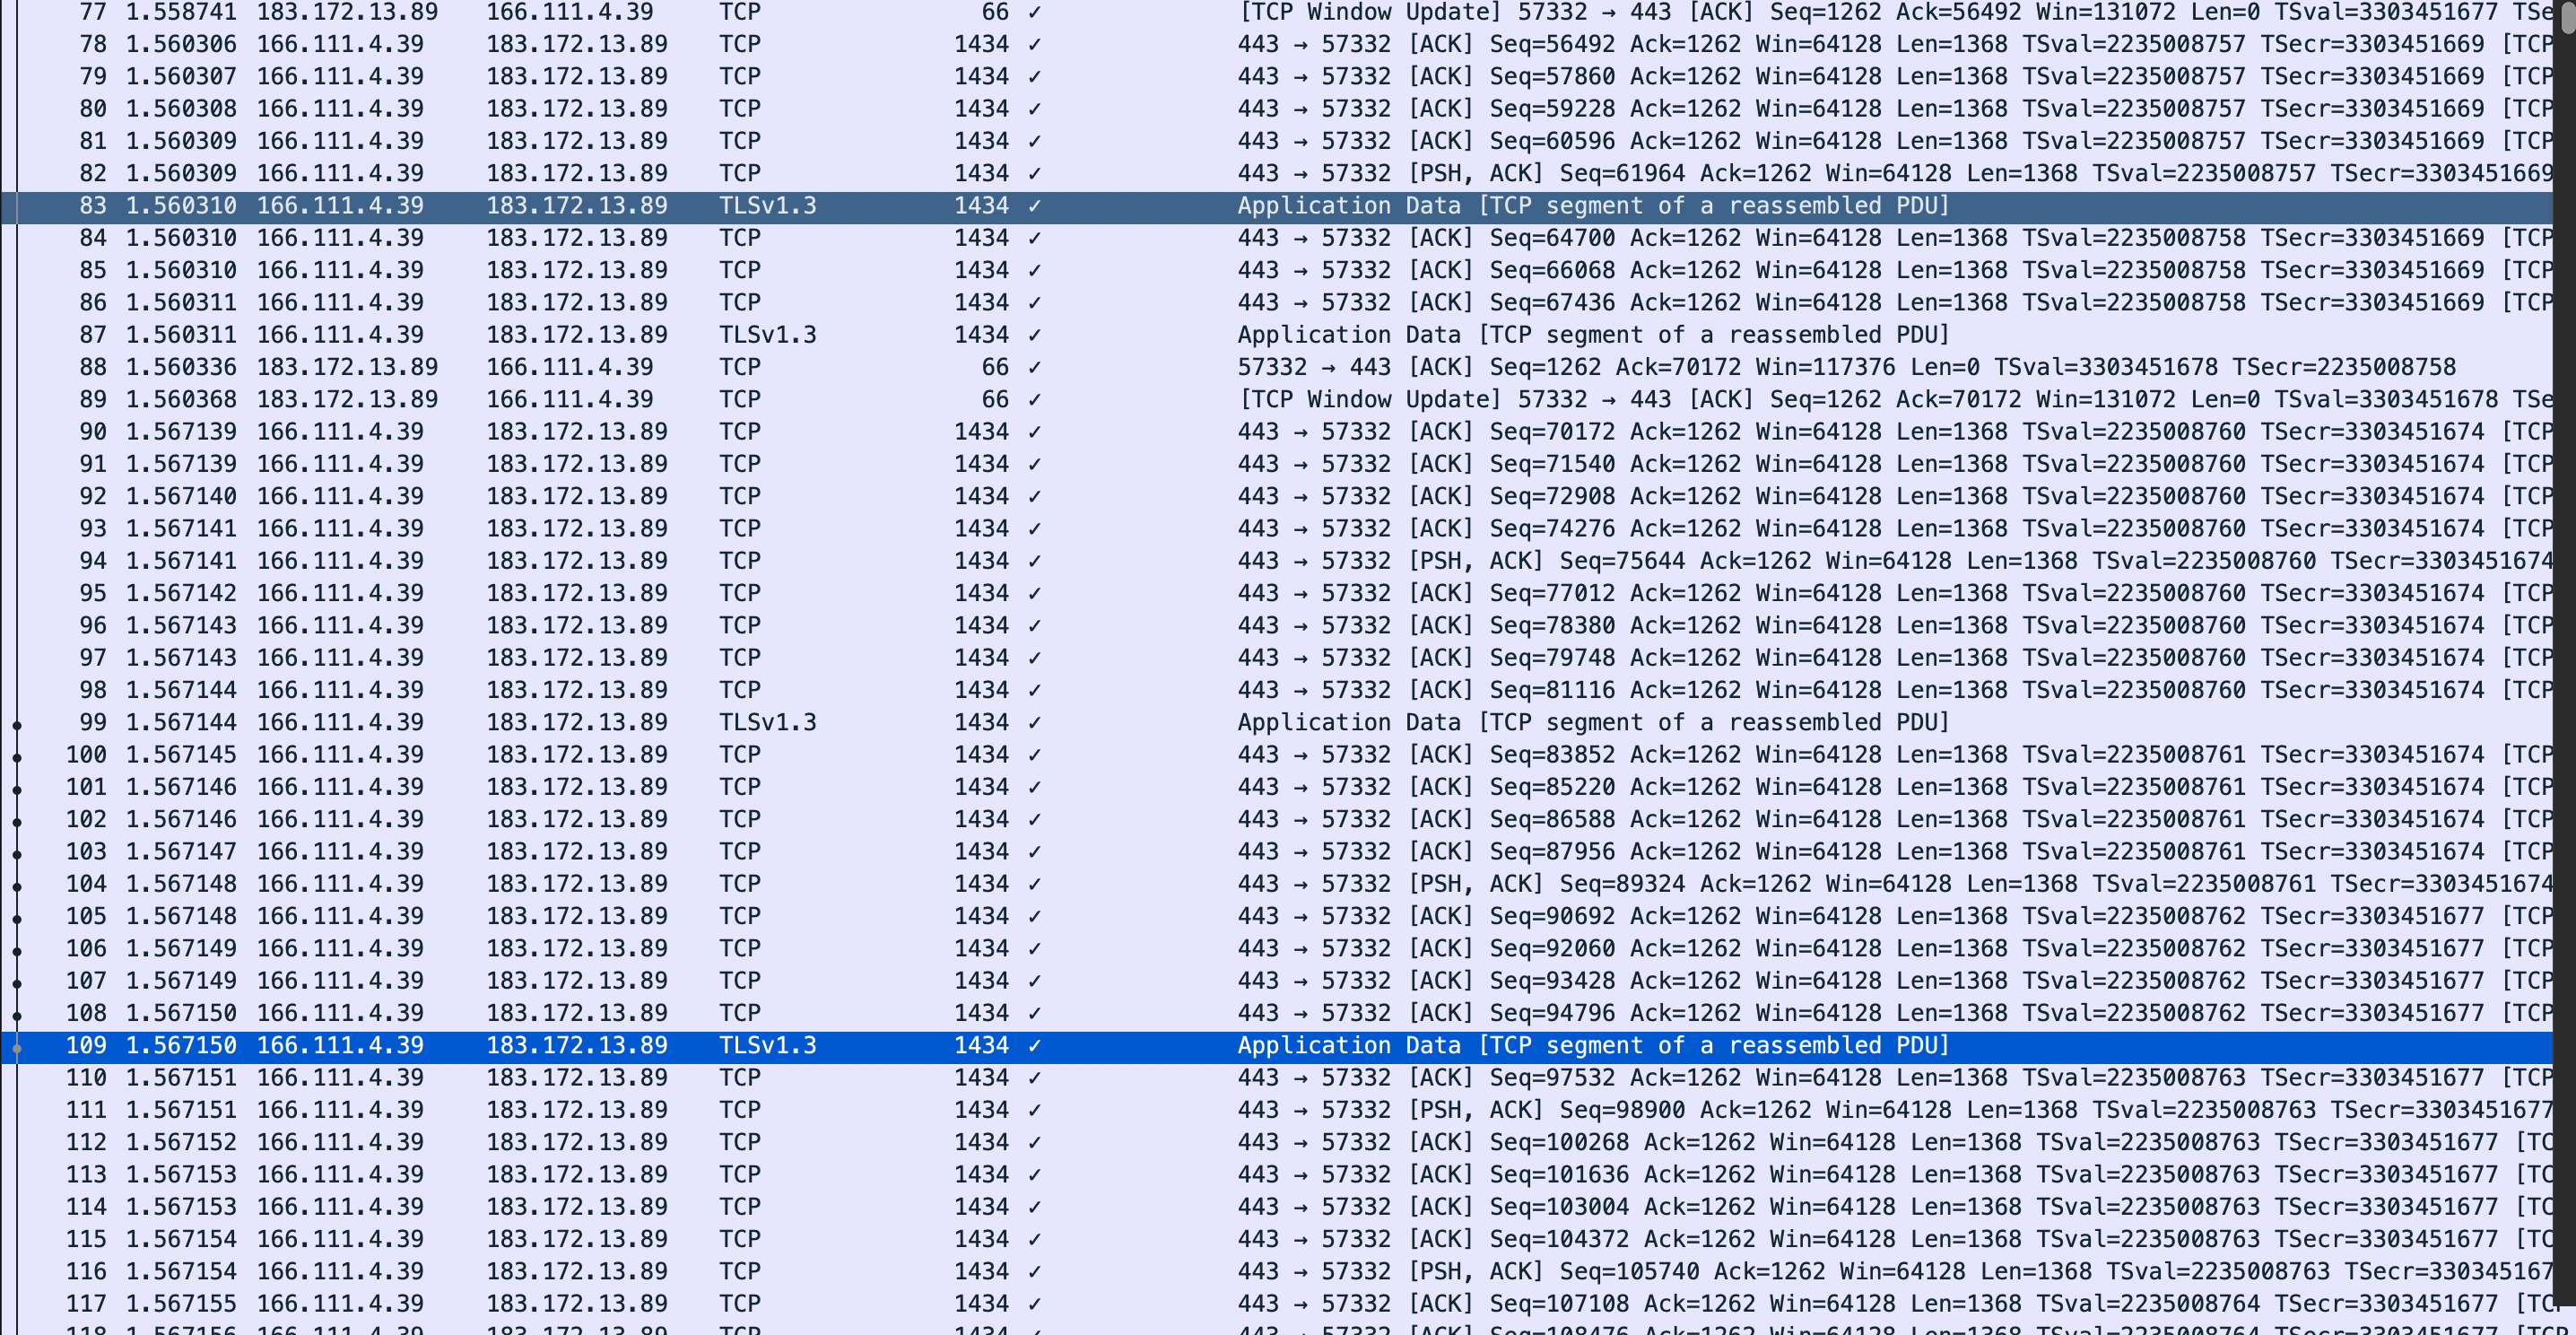 77 1.558741 183.172.13.89 166.111.4.39 TCP 66 ✓ [TCP Window Update] 57332 → 443 [ACK] Seq=1262 Ack=56492 Win=131072 Len=0 TSval=3303451677 TSe
78 1.560306 166.111.4.39 183.172.13.89 TCP 1434 ✓ 443 → 57332 [ACK] Seq=56492 Ack=1262 Win=64128 Len=1368 TSval=2235008757 TSecr=3303451669 [TCP
79 1.560307 166.111.4.39 183.172.13.89 TCP 1434 ✓ 443 → 57332 [ACK] Seq=57860 Ack=1262 Win=64128 Len=1368 TSval=2235008757 TSecr=3303451669 [TCP
80 1.560308 166.111.4.39 183.172.13.89 TCP 1434 ✓ 443 → 57332 [ACK] Seq=59228 Ack=1262 Win=64128 Len=1368 TSval=2235008757 TSecr=3303451669 [TCP
81 1.560309 166.111.4.39 183.172.13.89 TCP 1434 ✓ 443 → 57332 [ACK] Seq=60596 Ack=1262 Win=64128 Len=1368 TSval=2235008757 TSecr=3303451669 [TCP
82 1.560309 166.111.4.39 183.172.13.89 TCP 1434 ✓ 443 → 57332 [PSH, ACK] Seq=61964 Ack=1262 Win=64128 Len=1368 TSval=2235008757 TSecr=3303451669
83 1.560310 166.111.4.39 183.172.13.89 TLSv1.3 1434 ✓ Application Data [TCP segment of a reassembled PDU]
84 1.560310 166.111.4.39 183.172.13.89 TCP 1434 ✓ 443 → 57332 [ACK] Seq=64700 Ack=1262 Win=64128 Len=1368 TSval=2235008758 TSecr=3303451669 [TCP
85 1.560310 166.111.4.39 183.172.13.89 TCP 1434 ✓ 443 → 57332 [ACK] Seq=66068 Ack=1262 Win=64128 Len=1368 TSval=2235008758 TSecr=3303451669 [TCP
86 1.560311 166.111.4.39 183.172.13.89 TCP 1434 ✓ 443 → 57332 [ACK] Seq=67436 Ack=1262 Win=64128 Len=1368 TSval=2235008758 TSecr=3303451669 [TCP
87 1.560311 166.111.4.39 183.172.13.89 TLSv1.3 1434 ✓ Application Data [TCP segment of a reassembled PDU]
88 1.560336 183.172.13.89 166.111.4.39 TCP 66 ✓ 57332 → 443 [ACK] Seq=1262 Ack=70172 Win=117376 Len=0 TSval=3303451678 TSecr=2235008758
89 1.560368 183.172.13.89 166.111.4.39 TCP 66 ✓ [TCP Window Update] 57332 → 443 [ACK] Seq=1262 Ack=70172 Win=131072 Len=0 TSval=3303451678 TSe
90 1.567139 166.111.4.39 183.172.13.89 TCP 1434 ✓ 443 → 57332 [ACK] Seq=70172 Ack=1262 Win=64128 Len=1368 TSval=2235008760 TSecr=3303451674 [TCP
91 1.567139 166.111.4.39 183.172.13.89 TCP 1434 ✓ 443 → 57332 [ACK] Seq=71540 Ack=1262 Win=64128 Len=1368 TSval=2235008760 TSecr=3303451674 [TCP
92 1.567140 166.111.4.39 183.172.13.89 TCP 1434 ✓ 443 → 57332 [ACK] Seq=72908 Ack=1262 Win=64128 Len=1368 TSval=2235008760 TSecr=3303451674 [TCP
93 1.567141 166.111.4.39 183.172.13.89 TCP 1434 ✓ 443 → 57332 [ACK] Seq=74276 Ack=1262 Win=64128 Len=1368 TSval=2235008760 TSecr=3303451674 [TCP
94 1.567141 166.111.4.39 183.172.13.89 TCP 1434 ✓ 443 → 57332 [PSH, ACK] Seq=75644 Ack=1262 Win=64128 Len=1368 TSval=2235008760 TSecr=3303451674
95 1.567142 166.111.4.39 183.172.13.89 TCP 1434 ✓ 443 → 57332 [ACK] Seq=77012 Ack=1262 Win=64128 Len=1368 TSval=2235008760 TSecr=3303451674 [TCP
96 1.567143 166.111.4.39 183.172.13.89 TCP 1434 ✓ 443 → 57332 [ACK] Seq=78380 Ack=1262 Win=64128 Len=1368 TSval=2235008760 TSecr=3303451674 [TCP
97 1.567143 166.111.4.39 183.172.13.89 TCP 1434 ✓ 443 → 57332 [ACK] Seq=79748 Ack=1262 Win=64128 Len=1368 TSval=2235008760 TSecr=3303451674 [TCP
98 1.567144 166.111.4.39 183.172.13.89 TCP 1434 ✓ 443 → 57332 [ACK] Seq=81116 Ack=1262 Win=64128 Len=1368 TSval=2235008760 TSecr=3303451674 [TCP
99 1.567144 166.111.4.39 183.172.13.89 TLSv1.3 1434 ✓ Application Data [TCP segment of a reassembled PDU]
100 1.567145 166.111.4.39 183.172.13.89 TCP 1434 ✓ 443 → 57332 [ACK] Seq=83852 Ack=1262 Win=64128 Len=1368 TSval=2235008761 TSecr=3303451674 [TCP
101 1.567146 166.111.4.39 183.172.13.89 TCP 1434 ✓ 443 → 57332 [ACK] Seq=85220 Ack=1262 Win=64128 Len=1368 TSval=2235008761 TSecr=3303451674 [TCP
102 1.567146 166.111.4.39 183.172.13.89 TCP 1434 ✓ 443 → 57332 [ACK] Seq=86588 Ack=1262 Win=64128 Len=1368 TSval=2235008761 TSecr=3303451674 [TCP
103 1.567147 166.111.4.39 183.172.13.89 TCP 1434 ✓ 443 → 57332 [ACK] Seq=87956 Ack=1262 Win=64128 Len=1368 TSval=2235008761 TSecr=3303451674 [TCP
104 1.567148 166.111.4.39 183.172.13.89 TCP 1434 ✓ 443 → 57332 [PSH, ACK] Seq=89324 Ack=1262 Win=64128 Len=1368 TSval=2235008761 TSecr=3303451674
105 1.567148 166.111.4.39 183.172.13.89 TCP 1434 ✓ 443 → 57332 [ACK] Seq=90692 Ack=1262 Win=64128 Len=1368 TSval=2235008762 TSecr=3303451677 [TCP
106 1.567149 166.111.4.39 183.172.13.89 TCP 1434 ✓ 443 → 57332 [ACK] Seq=92060 Ack=1262 Win=64128 Len=1368 TSval=2235008762 TSecr=3303451677 [TCP
107 1.567149 166.111.4.39 183.172.13.89 TCP 1434 ✓ 443 → 57332 [ACK] Seq=93428 Ack=1262 Win=64128 Len=1368 TSval=2235008762 TSecr=3303451677 [TCP
108 1.567150 166.111.4.39 183.172.13.89 TCP 1434 ✓ 443 → 57332 [ACK] Seq=94796 Ack=1262 Win=64128 Len=1368 TSval=2235008762 TSecr=3303451677 [TCP
109 1.567150 166.111.4.39 183.172.13.89 TLSv1.3 1434 ✓ Application Data [TCP segment of a reassembled PDU]
110 1.567151 166.111.4.39 183.172.13.89 TCP 1434 ✓ 443 → 57332 [ACK] Seq=97532 Ack=1262 Win=64128 Len=1368 TSval=2235008763 TSecr=3303451677 [TCP
111 1.567151 166.111.4.39 183.172.13.89 TCP 1434 ✓ 443 → 57332 [PSH, ACK] Seq=98900 Ack=1262 Win=64128 Len=1368 TSval=2235008763 TSecr=3303451677
112 1.567152 166.111.4.39 183.172.13.89 TCP 1434 ✓ 443 → 57332 [ACK] Seq=100268 Ack=1262 Win=64128 Len=1368 TSval=2235008763 TSecr=3303451677 [TC
113 1.567153 166.111.4.39 183.172.13.89 TCP 1434 ✓ 443 → 57332 [ACK] Seq=101636 Ack=1262 Win=64128 Len=1368 TSval=2235008763 TSecr=3303451677 [TC
114 1.567153 166.111.4.39 183.172.13.89 TCP 1434 ✓ 443 → 57332 [ACK] Seq=103004 Ack=1262 Win=64128 Len=1368 TSval=2235008763 TSecr=3303451677 [TC
115 1.567154 166.111.4.39 183.172.13.89 TCP 1434 ✓ 443 → 57332 [ACK] Seq=104372 Ack=1262 Win=64128 Len=1368 TSval=2235008763 TSecr=3303451677 [TC
116 1.567154 166.111.4.39 183.172.13.89 TCP 1434 ✓ 443 → 57332 [PSH, ACK] Seq=105740 Ack=1262 Win=64128 Len=1368 TSval=2235008763 TSecr=330345167
117 1.567155 166.111.4.39 183.172.13.89 TCP 1434 ✓ 443 → 57332 [ACK] Seq=107108 Ack=1262 Win=64128 Len=1368 TSval=2235008764 TSecr=3303451677 [TC
118 1.567156 166.111.4.39 183.172.13.89 TCP 1434 ✓ 443 → 57332 [ACK] Seq=108476 Ack=1262 Win=64128 Len=1368 TSval=2235008764 TSecr=3303451677 [TCP